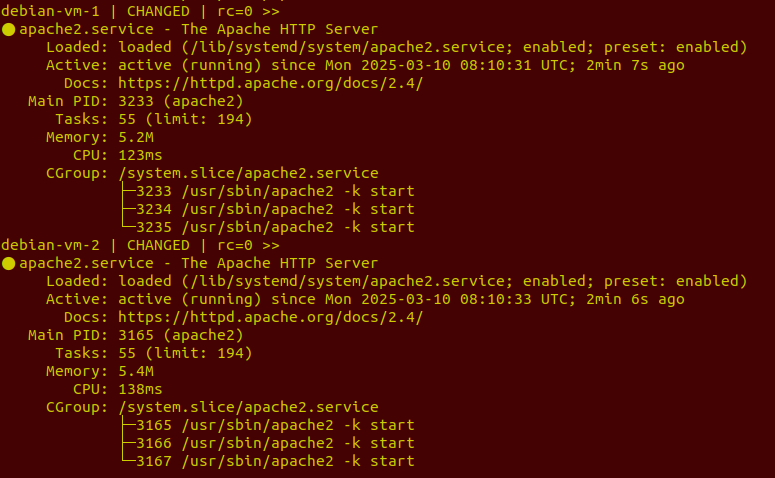 debian-vm-1 | CHANGED | rc=0 >>
● apache2.service - The Apache HTTP Server
     Loaded: loaded (/lib/systemd/system/apache2.service; enabled; preset: enabled)
     Active: active (running) since Mon 2025-03-10 08:10:31 UTC; 2min 7s ago
       Docs: https://httpd.apache.org/docs/2.4/
   Main PID: 3233 (apache2)
      Tasks: 55 (limit: 194)
     Memory: 5.2M
        CPU: 123ms
     CGroup: /system.slice/apache2.service
             ├─3233 /usr/sbin/apache2 -k start
             ├─3234 /usr/sbin/apache2 -k start
             └─3235 /usr/sbin/apache2 -k start
debian-vm-2 | CHANGED | rc=0 >>
● apache2.service - The Apache HTTP Server
     Loaded: loaded (/lib/systemd/system/apache2.service; enabled; preset: enabled)
     Active: active (running) since Mon 2025-03-10 08:10:33 UTC; 2min 6s ago
       Docs: https://httpd.apache.org/docs/2.4/
   Main PID: 3165 (apache2)
      Tasks: 55 (limit: 194)
     Memory: 5.4M
        CPU: 138ms
     CGroup: /system.slice/apache2.service
             ├─3165 /usr/sbin/apache2 -k start
             ├─3166 /usr/sbin/apache2 -k start
             └─3167 /usr/sbin/apache2 -k start